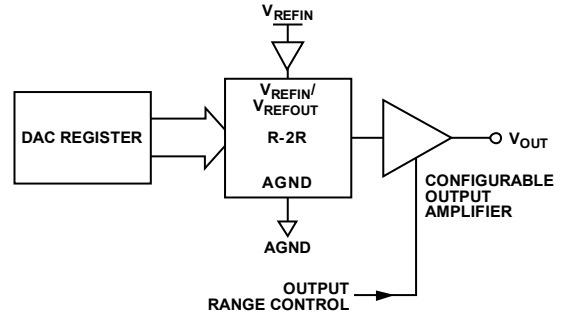 VREFIN
VREFIN/
VREFOUT
DAC REGISTER
R-2R
VOUT
AGND
CONFIGURABLE
OUTPUT
AMPLIFIER
AGND
OUTPUT
RANGE CONTROL